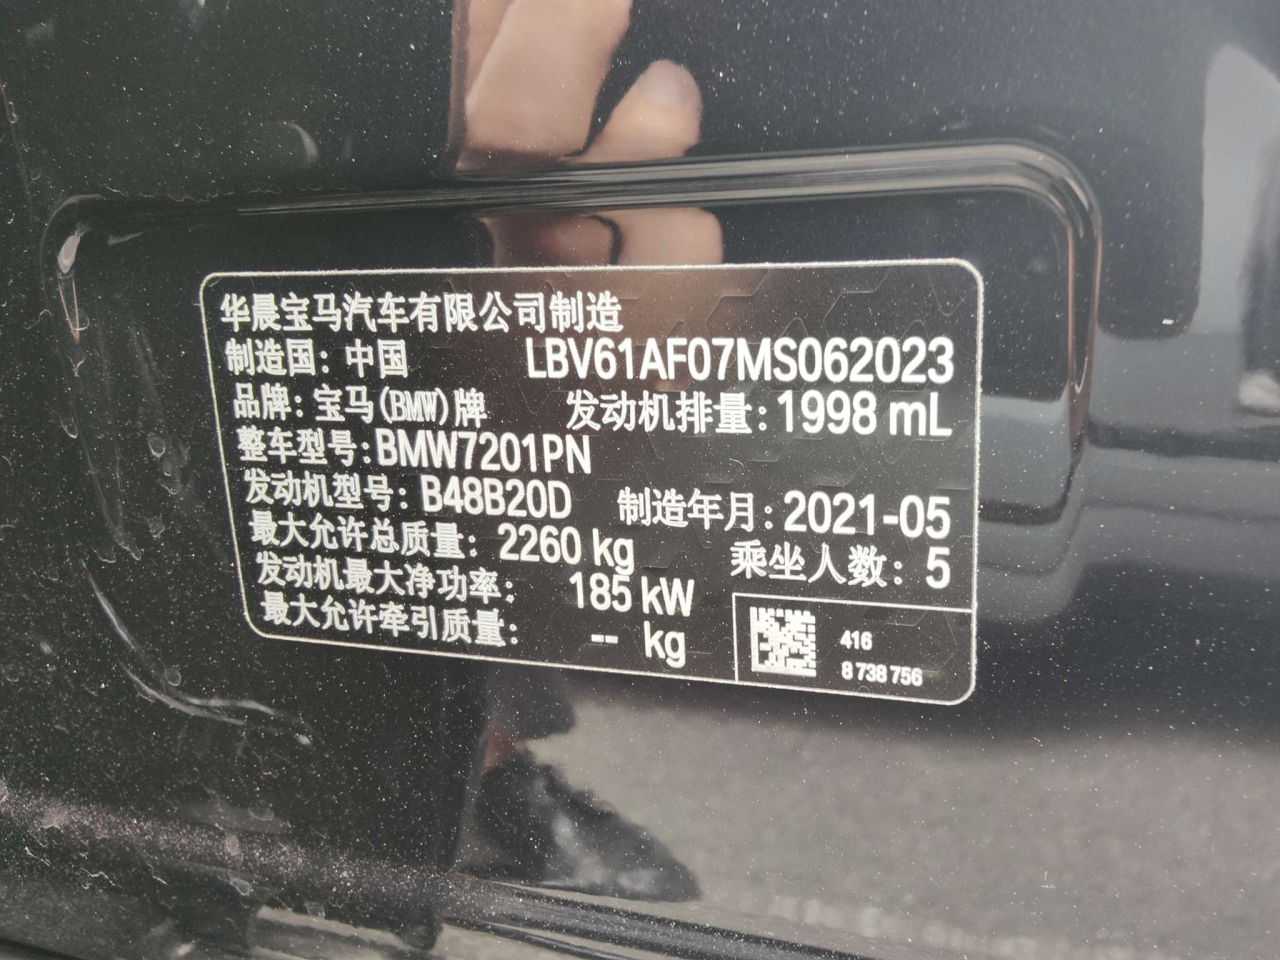 华晨宝马汽车有限公司制造
制造国：中国 LBV61AF07MS062023
品牌：宝马(BMW)牌 发动机排量：1998 mL
整车型号：BMW7201PN
发动机型号：B48B20D 制造年月：2021-05
最大允许总质量：2260 kg 乘坐人数：5
发动机最大净功率： 185 kW
最大允许牵引质量： -- kg
416
8 738 756